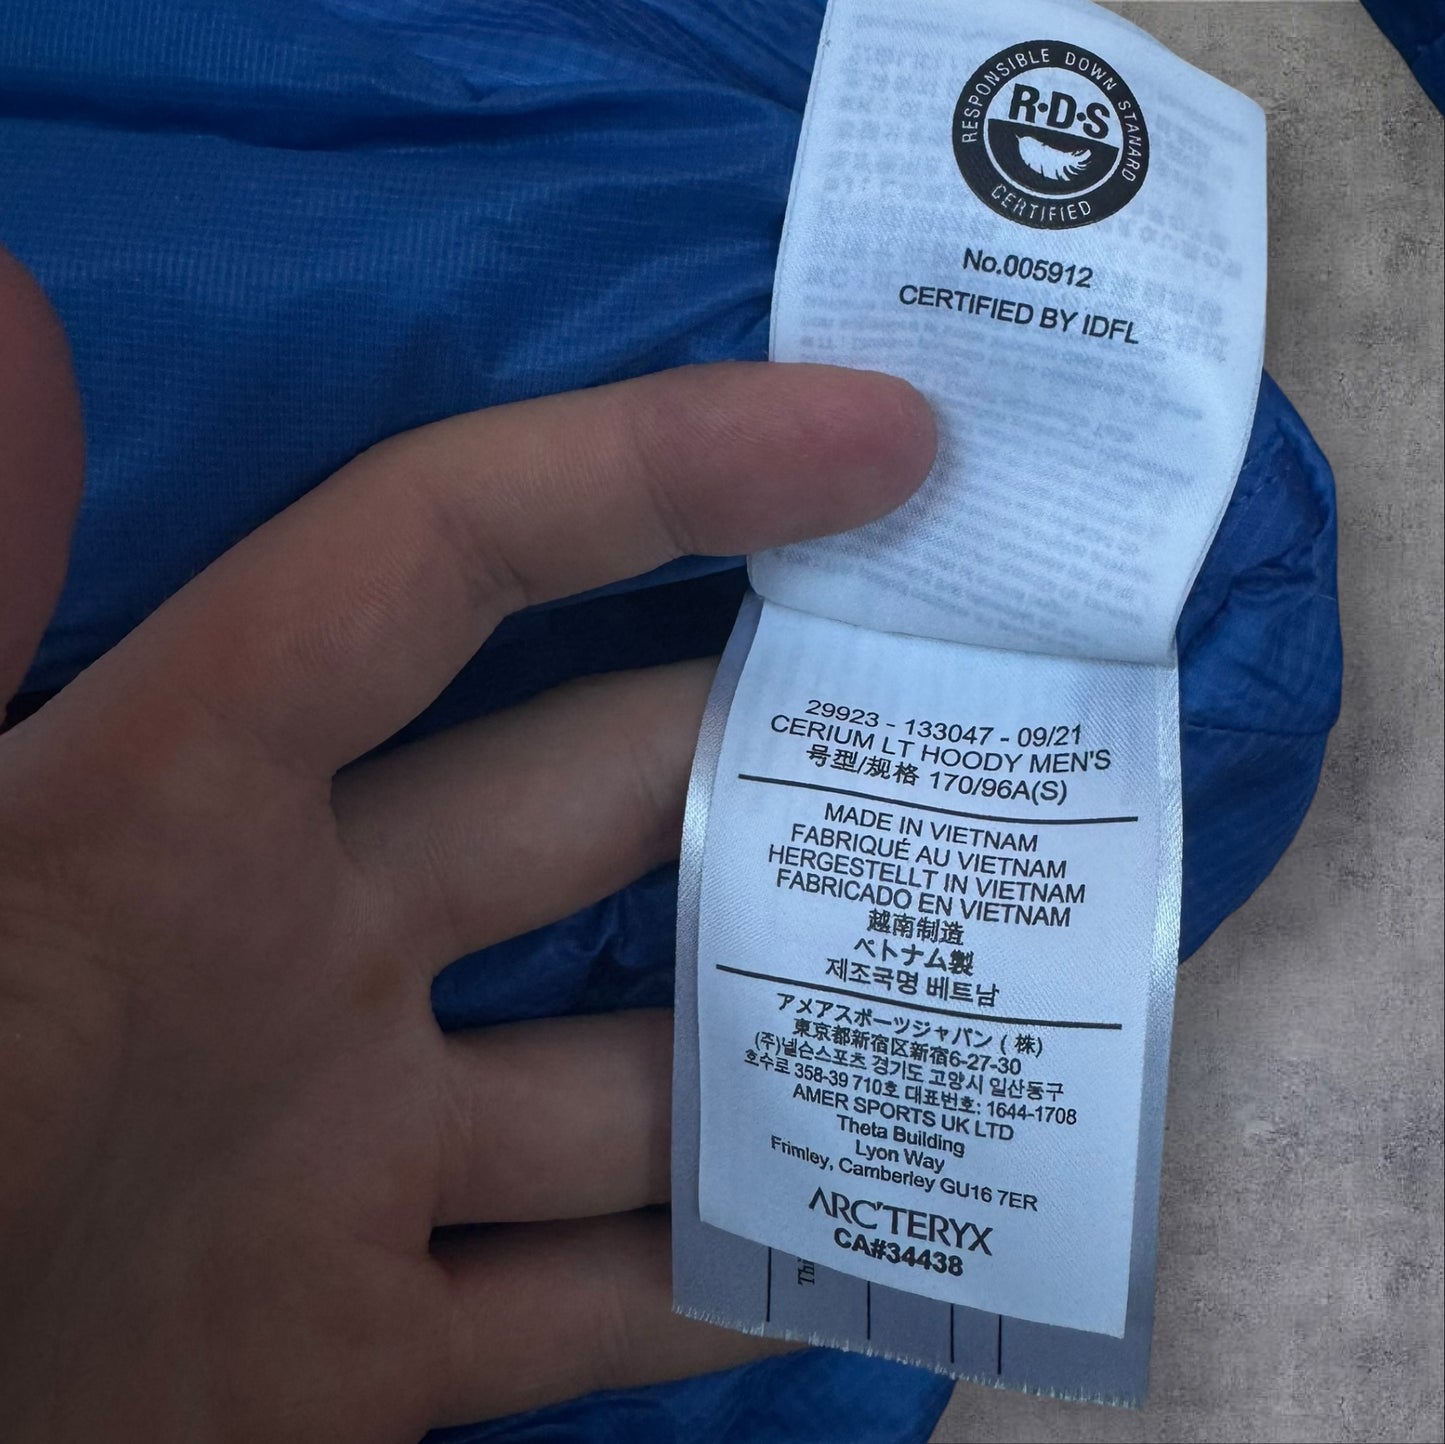 RESPONSIBLE DOWN STANARD
R·D·S
CERTIFIED
No.005912
CERTIFIED BY IDFL
29923 - 133047 - 09/21
CERIUM LT HOODY MEN'S
号型/规格 170/96A(S)
MADE IN VIETNAM
FABRIQUÉ AU VIETNAM
HERGESTELLT IN VIETNAM
FABRICADO EN VIETNAM
越南制造
ベトナム製
제조국명 베트남
アメアスポーツジャパン ( 株)
東京都新宿区新宿6-27-30
(주)넬슨스포츠 경기도 고양시 일산동구
호수로 358-39 710호 대표번호: 1644-1708
AMER SPORTS UK LTD
Theta Building
Lyon Way
Frimley, Camberley GU16 7ER
ARC'TERYX
CA#34438